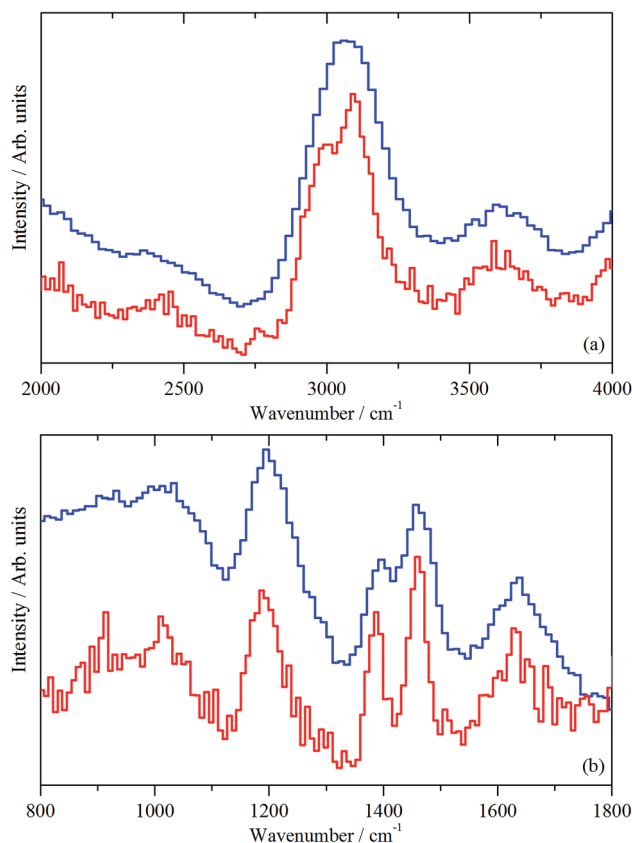 Intensity / Arb. units
(a)
2000 2500 3000 3500 4000
Wavenumber / cm⁻¹
Intensity / Arb. units
(b)
800 1000 1200 1400 1600 1800
Wavenumber / cm⁻¹